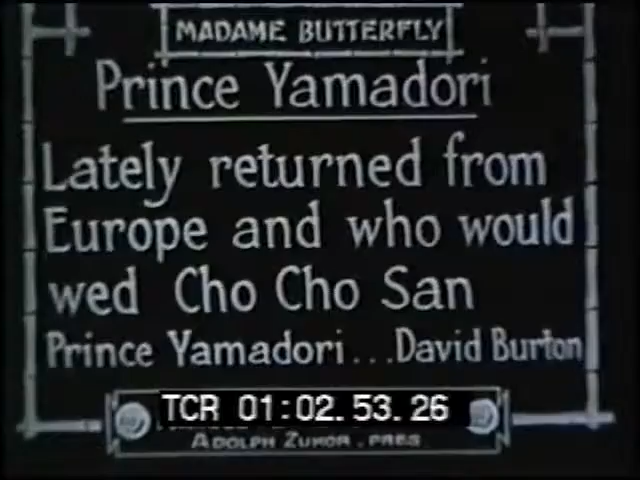 MADAME BUTTERFLY
Prince Yamadori
Lately returned from
Europe and who would
wed Cho Cho San
Prince Yamadori...David Burton
TCR 01:02.53.26
ADOLPH ZUKOR, PRES